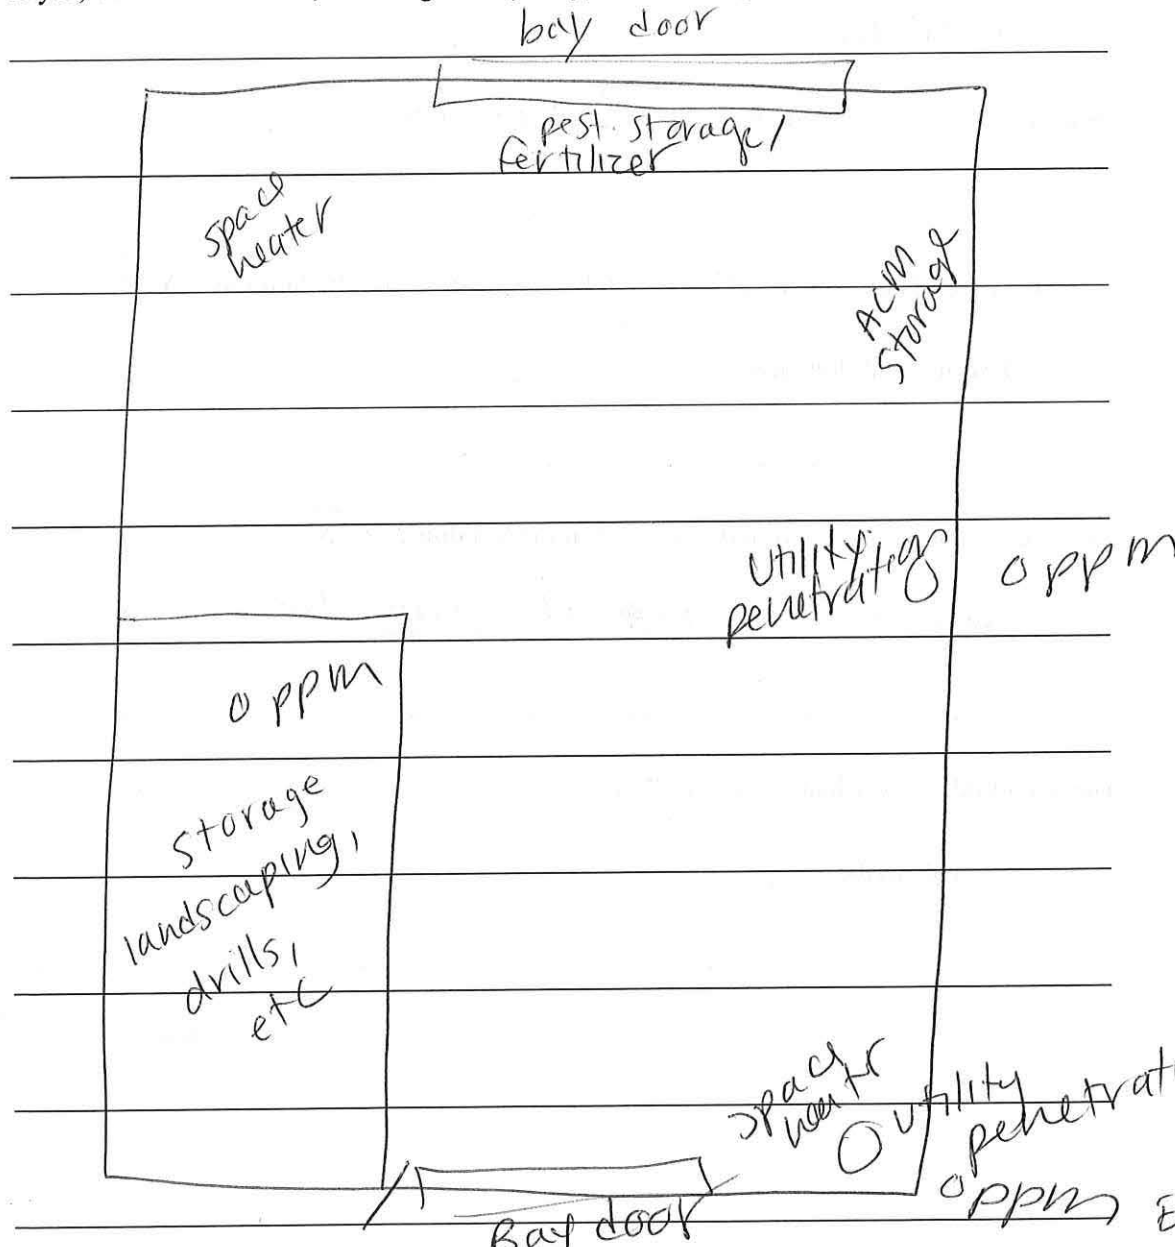 bay door
pest. storage/
fertilizer
space
heater
ACM
storage
utility
penetration
0 ppm
0 ppm
storage
landscaping,
drills,
etc
space
heater
utility
penetrat
0 ppm
Bay door